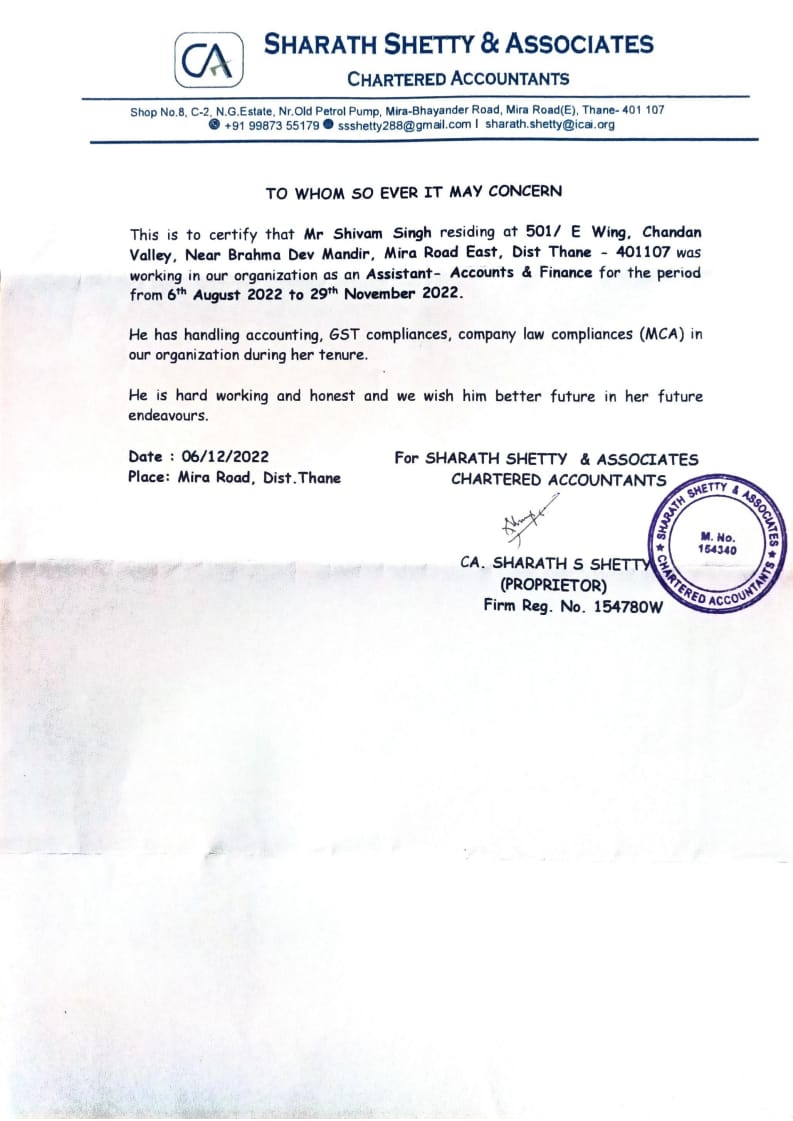 CA
SHARATH SHETTY & ASSOCIATES
CHARTERED ACCOUNTANTS
Shop No.8, C-2, N.G.Estate, Nr.Old Petrol Pump, Mira-Bhayander Road, Mira Road(E), Thane- 401 107
+91 99873 55179 ssshetty288@gmail.com I sharath.shetty@icai.org
TO WHOM SO EVER IT MAY CONCERN
This is to certify that Mr Shivam Singh residing at 501/ E Wing, Chandan
Valley, Near Brahma Dev Mandir, Mira Road East, Dist Thane - 401107 was
working in our organization as an Assistant- Accounts & Finance for the period
from 6th August 2022 to 29th November 2022.
He has handling accounting, GST compliances, company law compliances (MCA) in
our organization during her tenure.
He is hard working and honest and we wish him better future in her future
endeavours.
Date : 06/12/2022
Place: Mira Road, Dist.Thane
For SHARATH SHETTY & ASSOCIATES
CHARTERED ACCOUNTANTS
CA. SHARATH S SHETTY
(PROPRIETOR)
Firm Reg. No. 154780W
★ SHARATH SHETTY & ASSOCIATES ★
CHARTERED ACCOUNTANTS
M. No.
154340